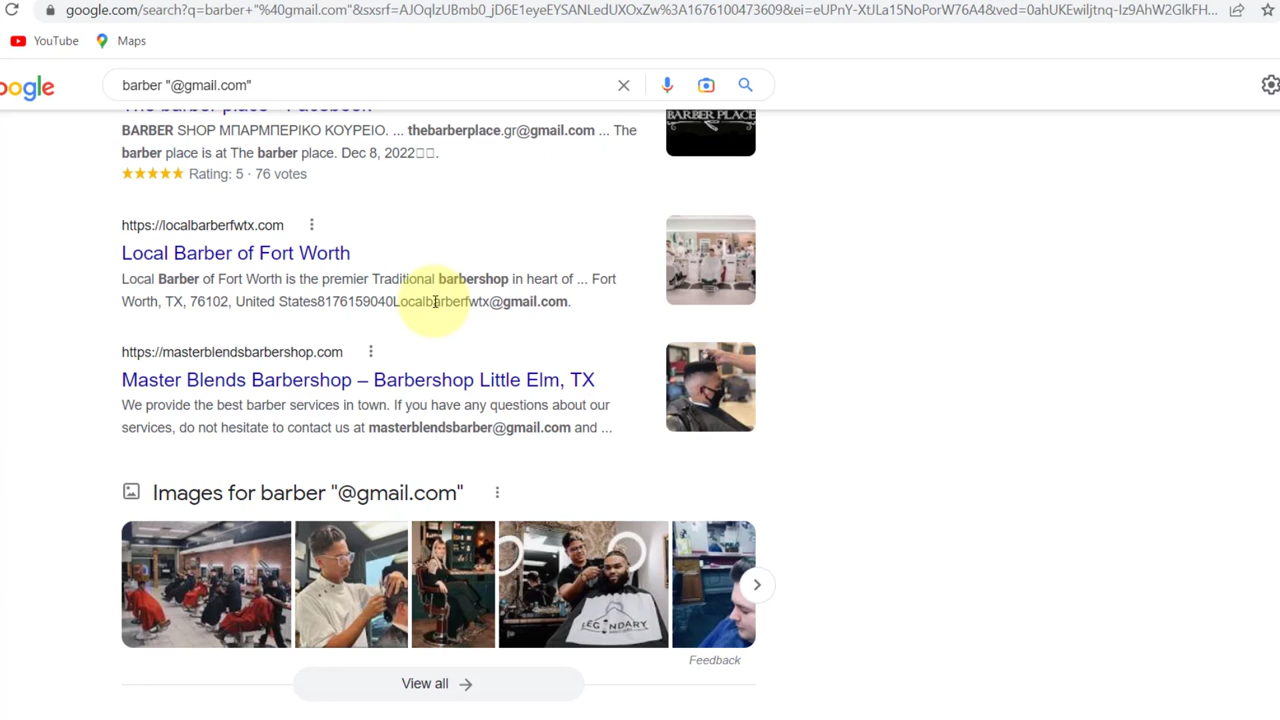 google.com/search?q=barber+"%40gmail.com"&sxsrf=AJOqlzUBmb0_jD6E1eyeEYSANLedUXOxZw%3A1676100473609&ei=eUPnY-XtJLa15NoPorW76A4&ved=0ahUKEwiljtnq-Iz9AhW2GlkFH...
YouTube Maps
oogle barber "@gmail.com"
The barber place - Facebook
BARBER SHOP ΜΠΑΡΜΠΕΡΙΚΟ ΚΟΥΡΕΙΟ. ... thebarberplace.gr@gmail.com ... The
barber place is at The barber place. Dec 8, 2022
Rating: 5 · 76 votes
BARBER PLACE
https://localbarberfwtx.com
Local Barber of Fort Worth
Local Barber of Fort Worth is the premier Traditional barbershop in heart of ... Fort
Worth, TX, 76102, United States8176159040Localbarberfwtx@gmail.com.
https://masterblendsbarbershop.com
Master Blends Barbershop – Barbershop Little Elm, TX
We provide the best barber services in town. If you have any questions about our
services, do not hesitate to contact us at masterblendsbarber@gmail.com and ...
Images for barber "@gmail.com"
LEGENDARY
Feedback
View all